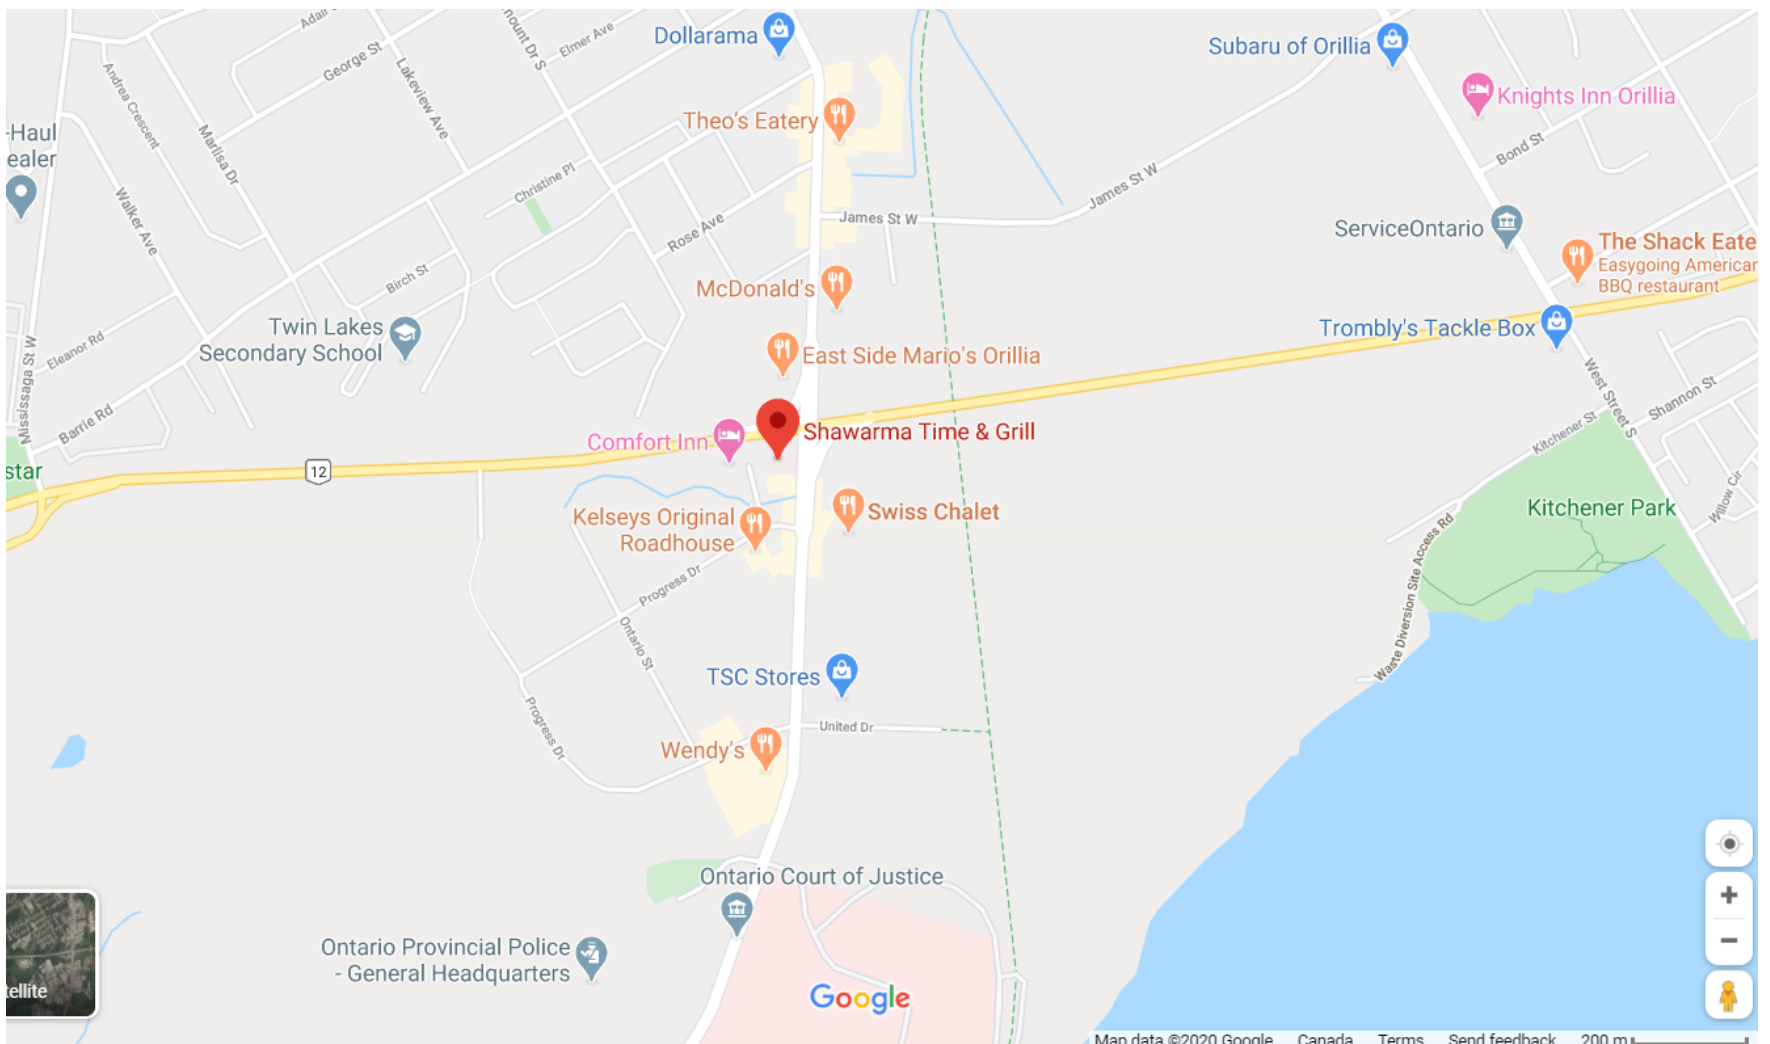 Adair
George St
Elmer Ave
mount Dr S
Dollarama
Subaru of Orillia
Knights Inn Orillia
Andrea Crescent
Lakeview Ave
Marlisa Dr
-Haul
ealer
Theo's Eatery
Bond St
Walker Ave
Christine Pl
James St W
James St W
Rose Ave
ServiceOntario
The Shack Eate
Easygoing American
BBQ restaurant
Birch St
McDonald's
Twin Lakes
Secondary School
Trombly's Tackle Box
Eleanor Rd
East Side Mario's Orillia
Mississaga St W
Barrie Rd
West Street S
Shannon St
Kitchener St
Comfort Inn
Shawarma Time & Grill
star
12
Kelseys Original
Roadhouse
Swiss Chalet
Kitchener Park
Willow Cir
Progress Dr
Waste Diversion Site Access Rd
Ontario St
TSC Stores
Progress Dr
United Dr
Wendy's
Ontario Court of Justice
Ontario Provincial Police
- General Headquarters
tellite
Google
Map data ©2020 Google Canada Terms Send feedback 200 m